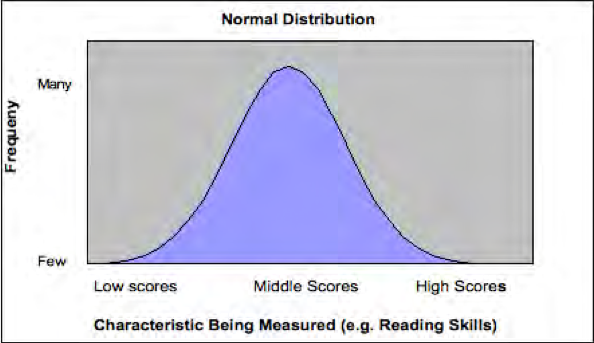 Normal Distribution
Many
Frequeny
Few
Low scores
Middle Scores
High Scores
Characteristic Being Measured (e.g. Reading Skills)